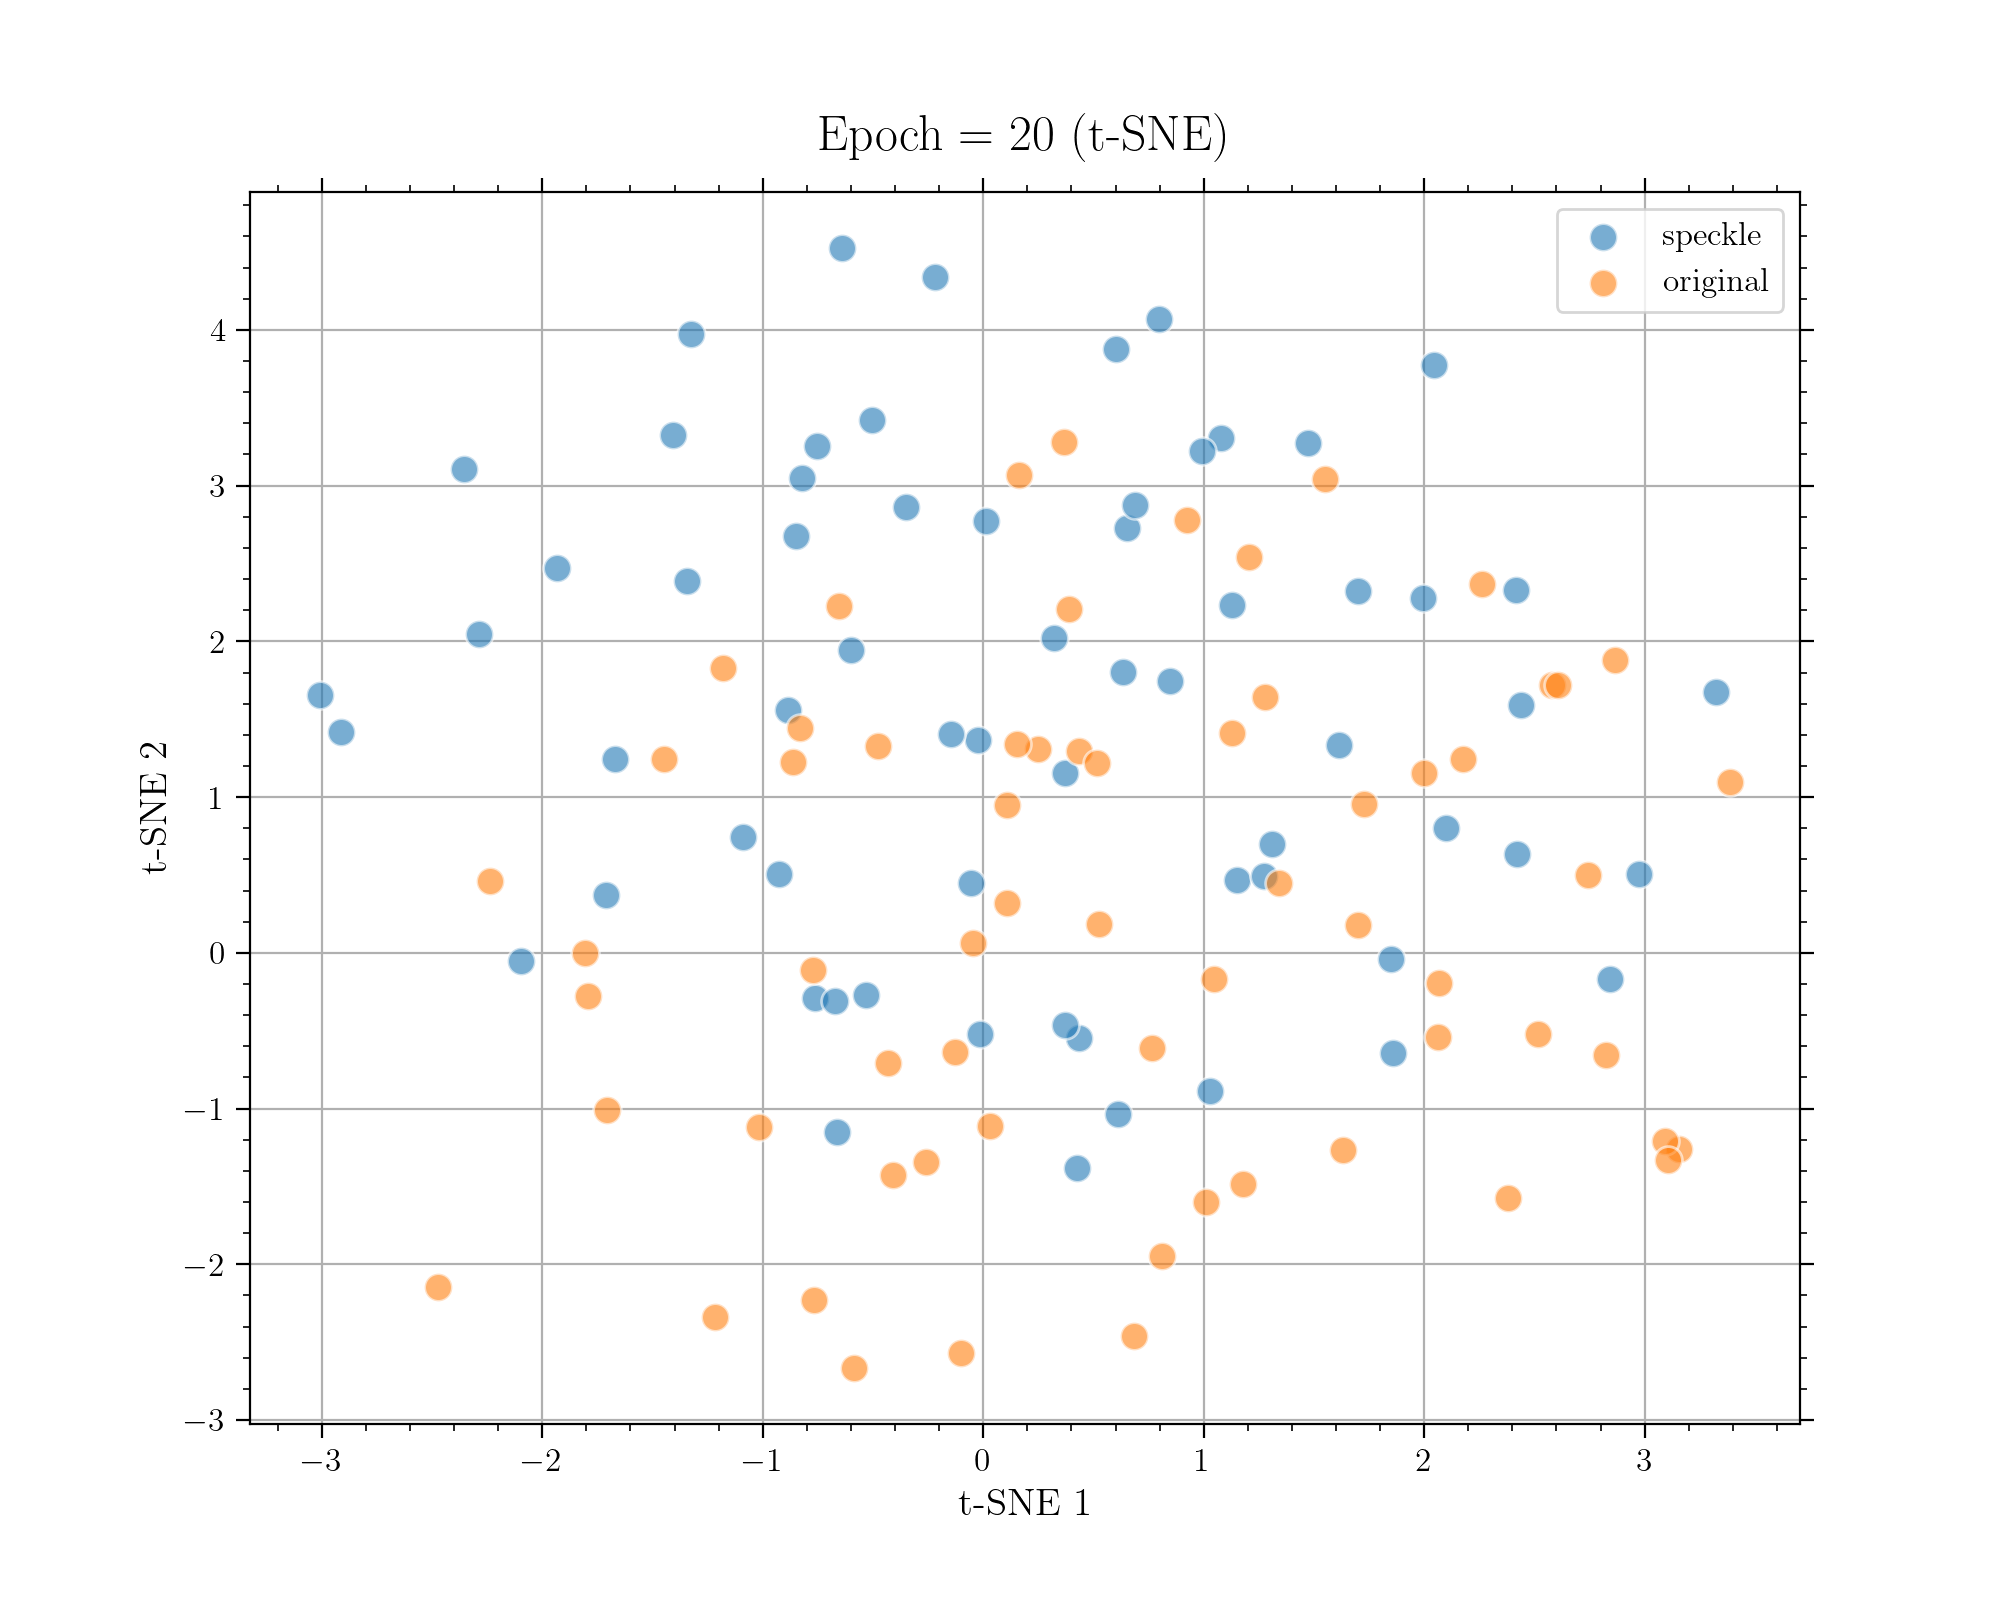 Epoch = 20 (t-SNE)
speckle
original
t-SNE 2
4
3
2
1
0
−1
−2
−3
−3 −2 −1 0 1 2 3
t-SNE 1